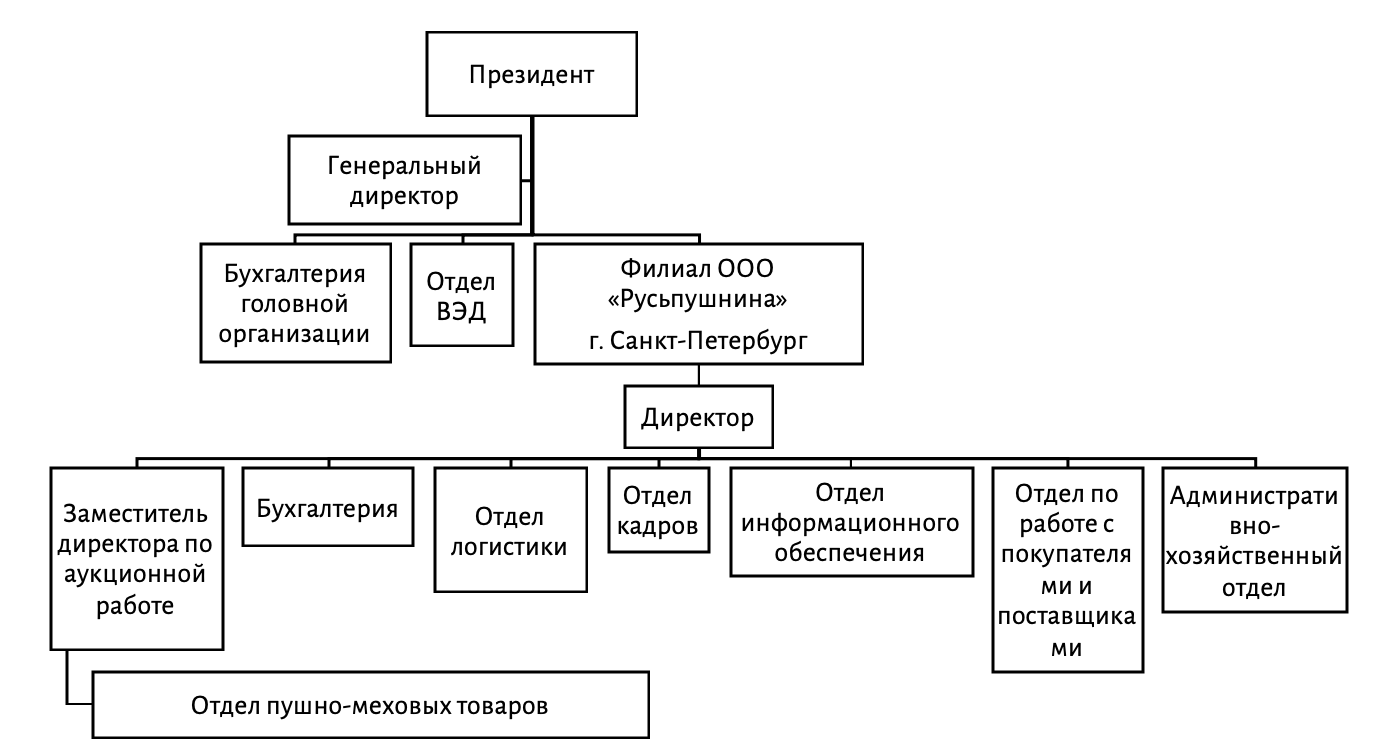 Президент
Генеральный
директор
Бухгалтерия
головной
организации
Отдел
ВЭД
Филиал ООО
«Русьпушнина»
г. Санкт-Петербург
Директор
Заместитель
директора по
аукционной
работе
Бухгалтерия
Отдел
логистики
Отдел
кадров
Отдел
информационного
обеспечения
Отдел по
работе с
покупателя
ми и
поставщика
ми
Администрати
вно-
хозяйственный
отдел
Отдел пушно-меховых товаров